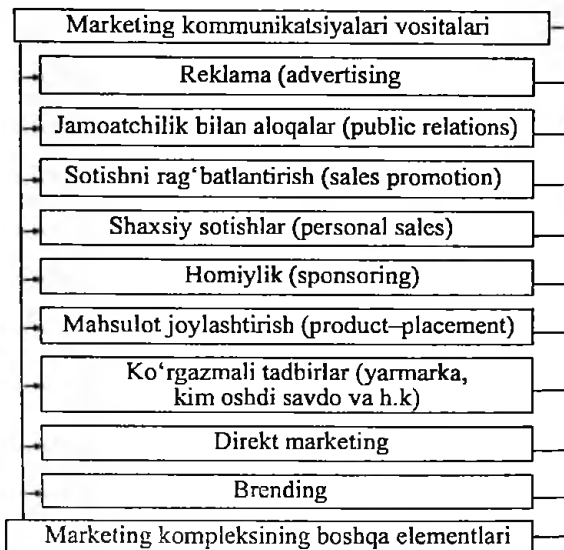 Marketing kommunikatsiyalari vositalari
Reklama (advertising
Jamoatchilik bilan aloqalar (public relations)
Sotishni rag‘batlantirish (sales promotion)
Shaxsiy sotishlar (personal sales)
Homiylik (sponsoring)
Mahsulot joylashtirish (product–placement)
Ko‘rgazmali tadbirlar (yarmarka,
kim oshdi savdo va h.k)
Direkt marketing
Brending
Marketing kompleksining boshqa elementlari